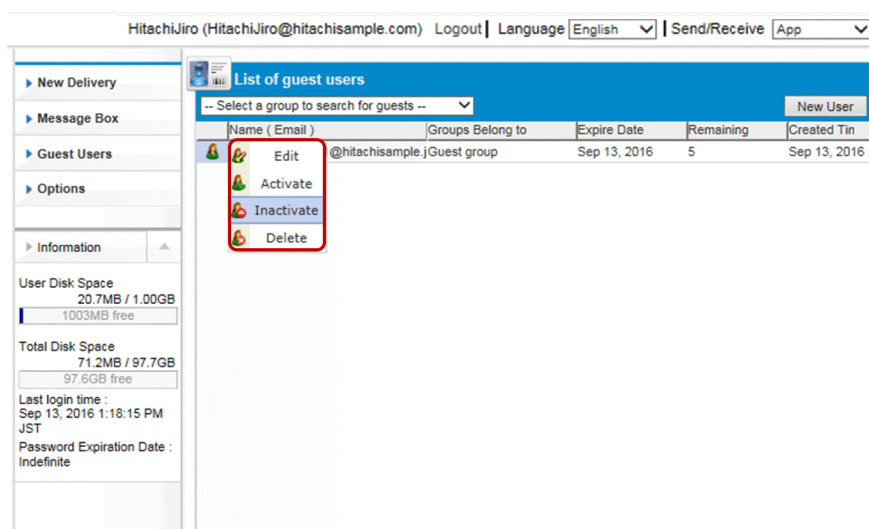 HitachiJiro (HitachiJiro@hitachisample.com) Logout Language English Send/Receive App
New Delivery
Message Box
Guest Users
Options
Information
User Disk Space
20.7MB / 1.00GB
1003MB free
Total Disk Space
71.2MB / 97.7GB
97.6GB free
Last login time :
Sep 13, 2016 1:18:15 PM
JST
Password Expiration Date :
Indefinite
List of guest users
-- Select a group to search for guests --
New User
Name ( Email ) Groups Belong to Expire Date Remaining Created Tin
@hitachisample.j Guest group Sep 13, 2016 5 Sep 13, 2016
Edit
Activate
Inactivate
Delete